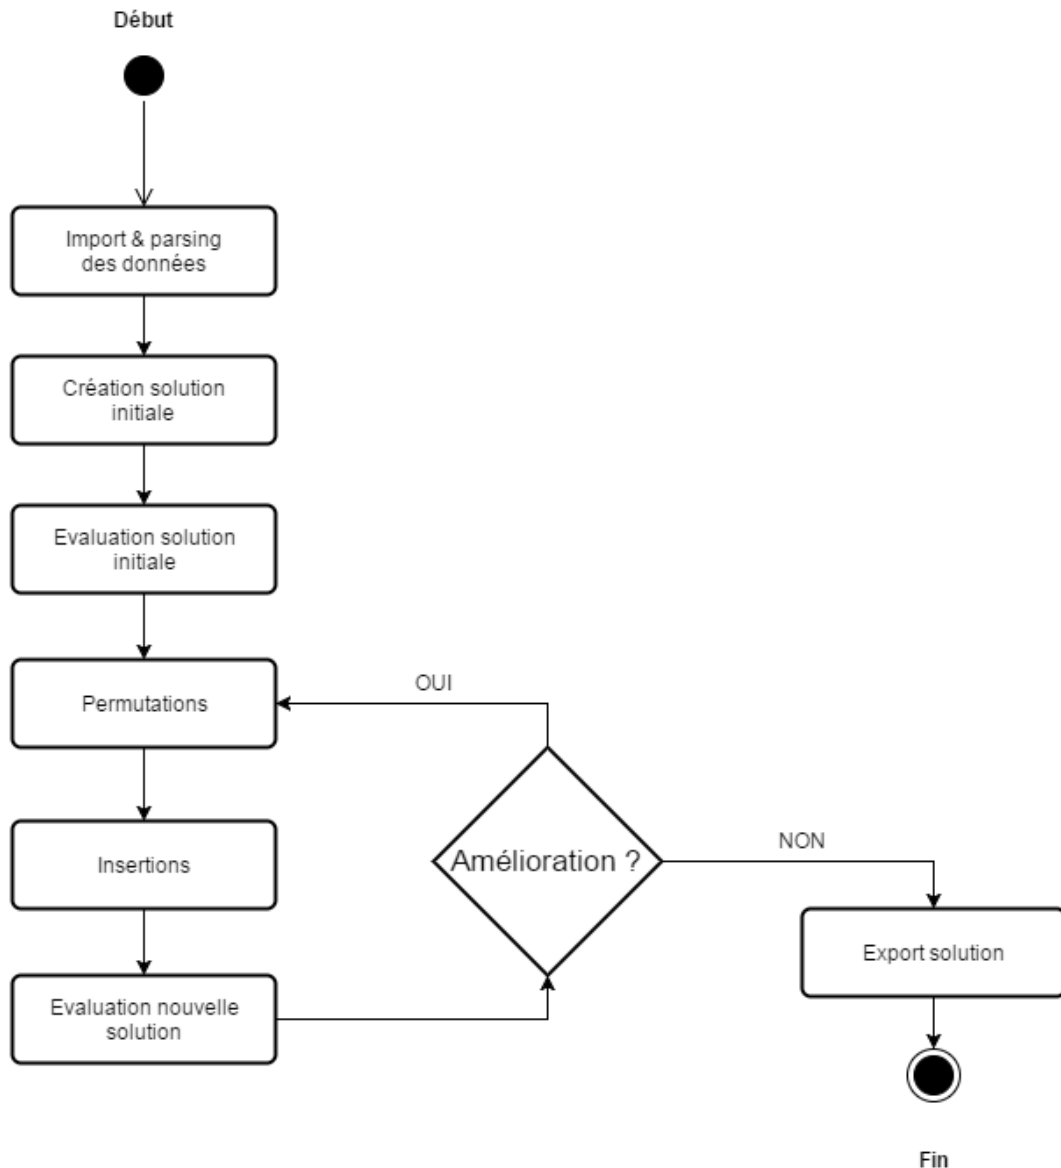 Début
Import & parsing
des données
Création solution
initiale
Evaluation solution
initiale
Permutations
OUI
Insertions
Amélioration ?
NON
Evaluation nouvelle
solution
Export solution
Fin